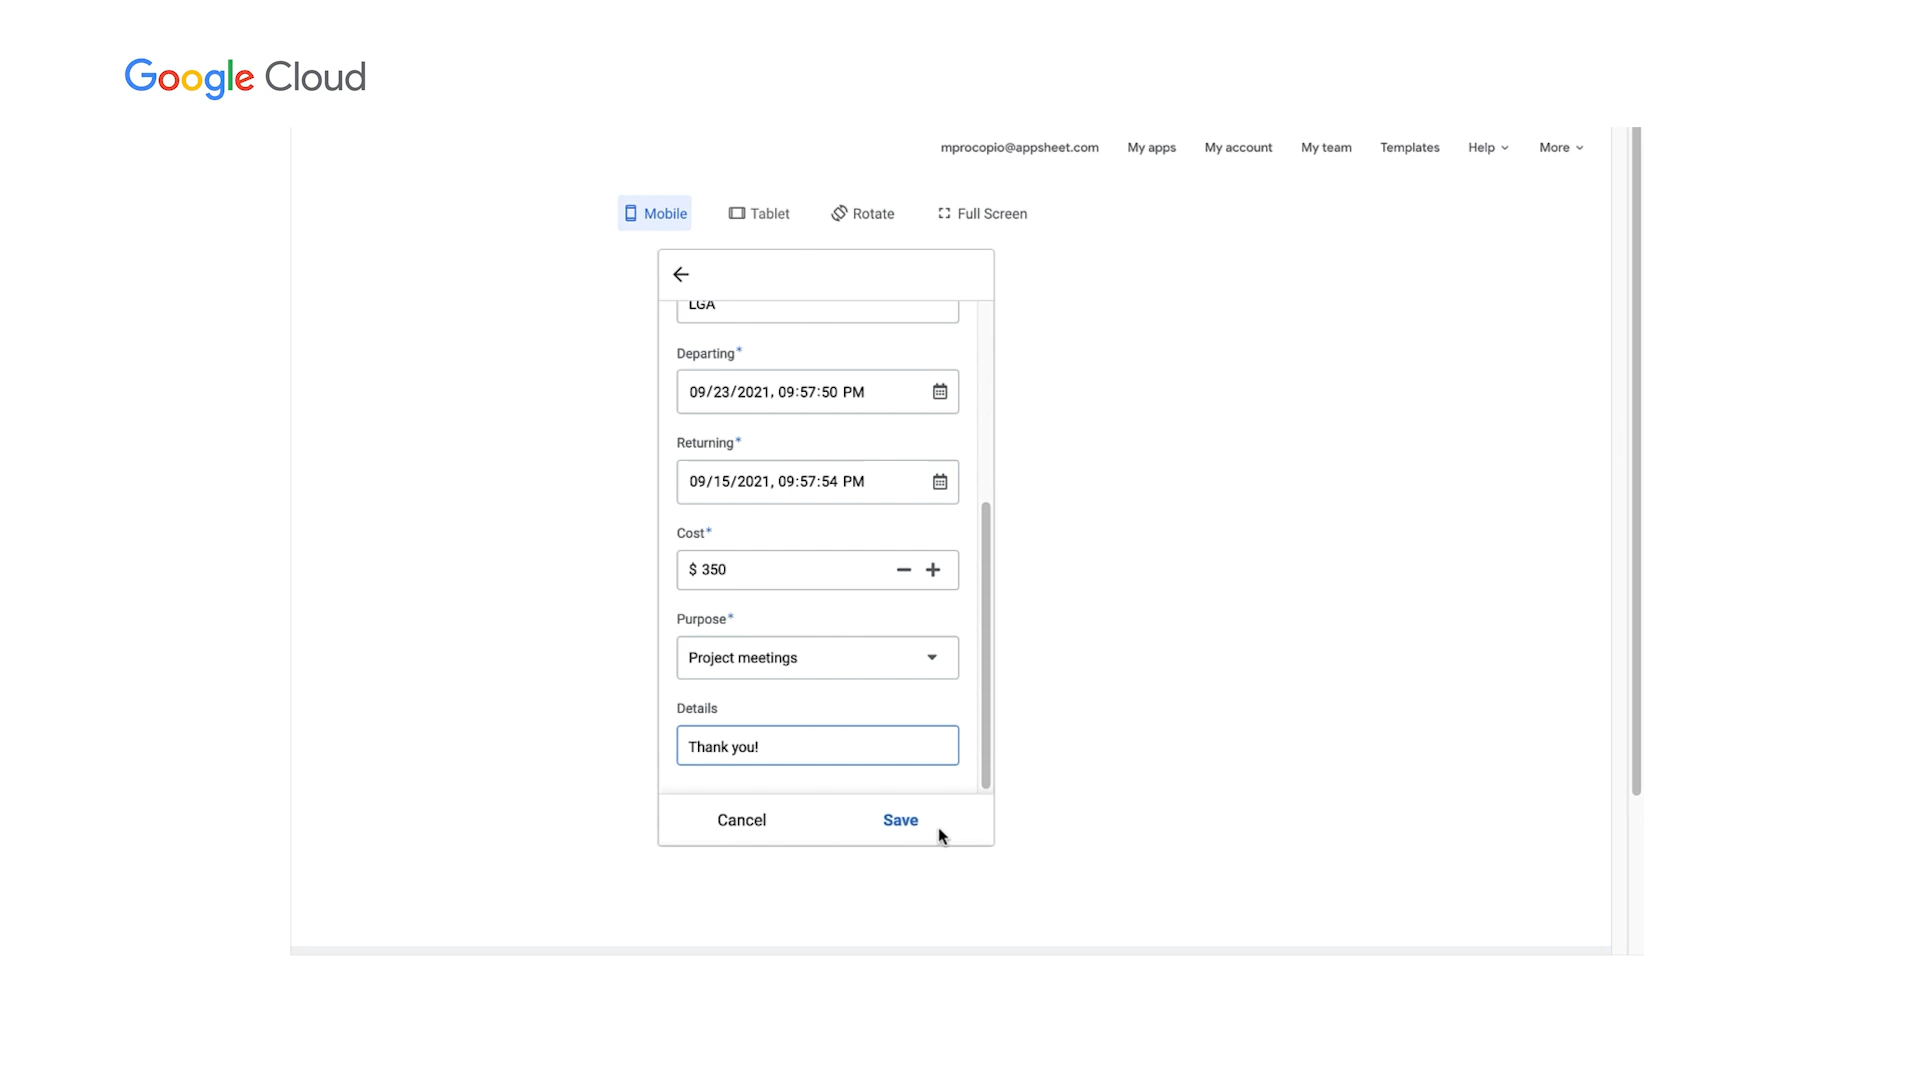 Google Cloud
mprocopio@appsheet.com My apps My account My team Templates Help More
Mobile Tablet Rotate Full Screen
LGA
Departing*
09/23/2021, 09:57:50 PM
Returning*
09/15/2021, 09:57:54 PM
Cost*
$ 350
Purpose*
Project meetings
Details
Thank you!
Cancel Save